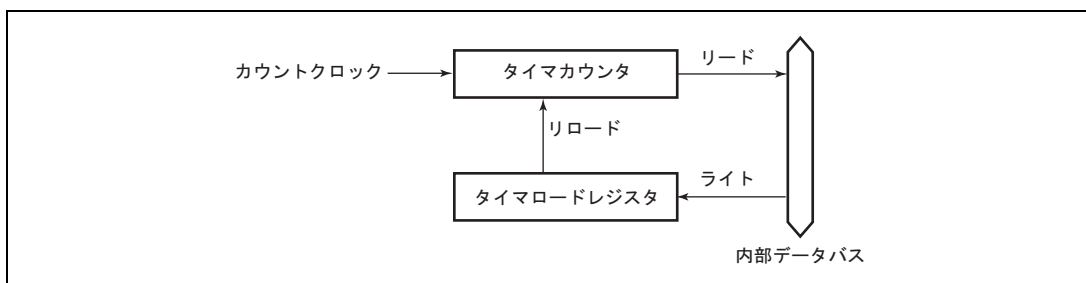 カウントクロック
タイマカウンタ
リード
リロード
タイマロードレジスタ
ライト
内部データバス